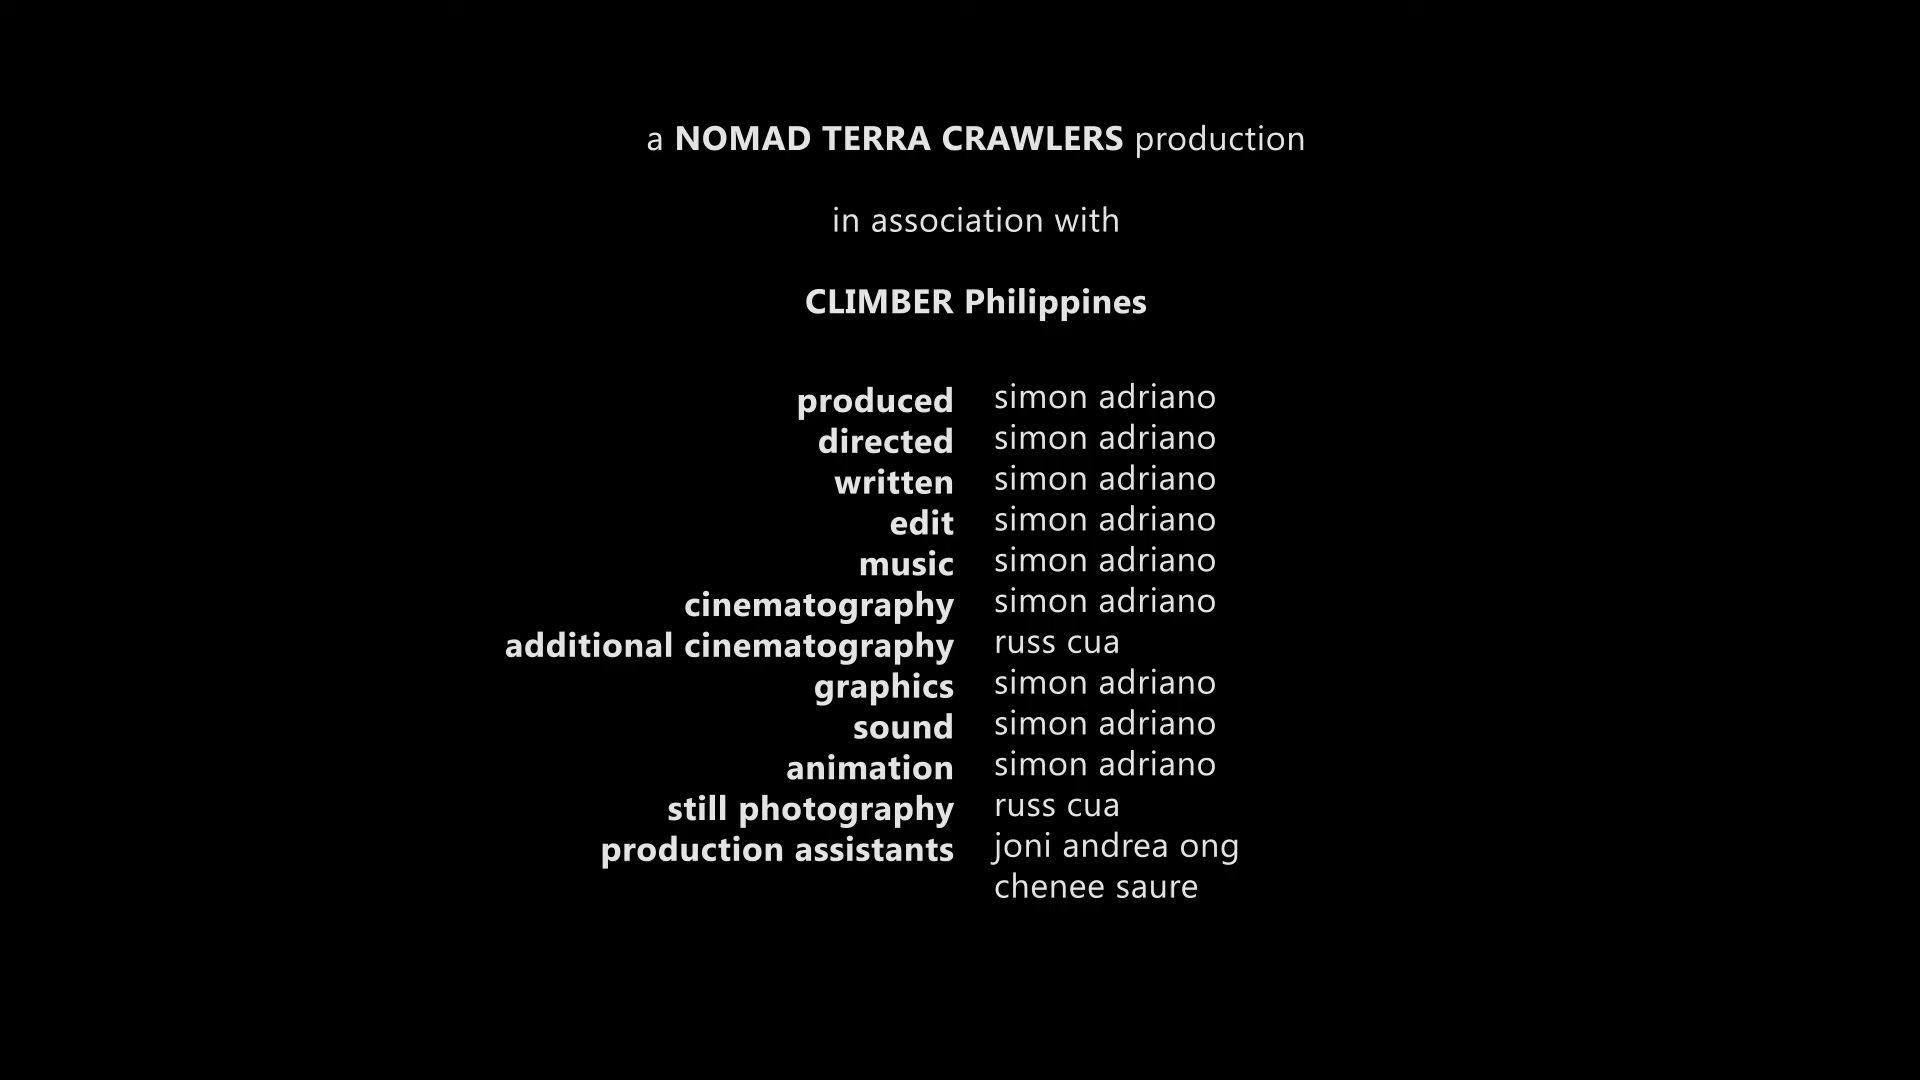 a NOMAD TERRA CRAWLERS production
in association with
CLIMBER Philippines
produced simon adriano
directed simon adriano
written simon adriano
edit simon adriano
music simon adriano
cinematography simon adriano
additional cinematography russ cua
graphics simon adriano
sound simon adriano
animation simon adriano
still photography russ cua
production assistants joni andrea ong
chenee saure